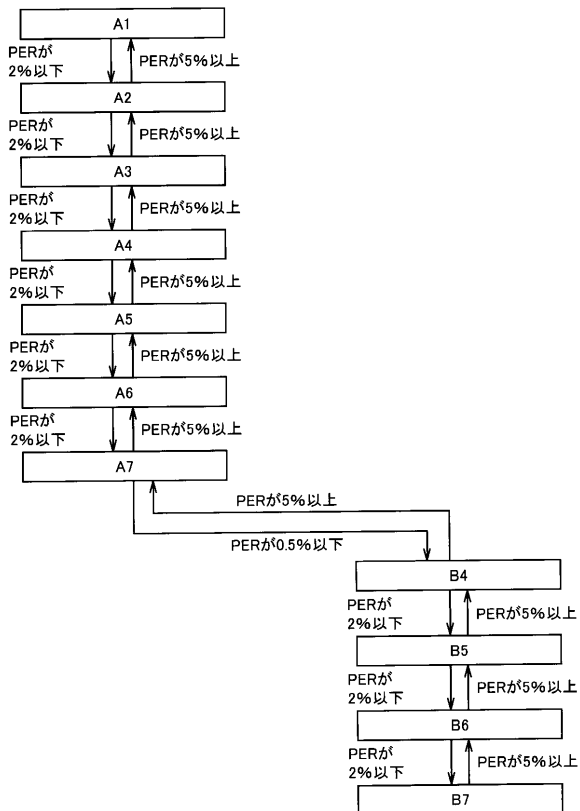 A1
PERが
2%以下
PERが5%以上
A2
PERが
2%以下
PERが5%以上
A3
PERが
2%以下
PERが5%以上
A4
PERが
2%以下
PERが5%以上
A5
PERが
2%以下
PERが5%以上
A6
PERが
2%以下
PERが5%以上
A7
PERが5%以上
PERが0.5%以下
B4
PERが
2%以下
PERが5%以上
B5
PERが
2%以下
PERが5%以上
B6
PERが
2%以下
PERが5%以上
B7